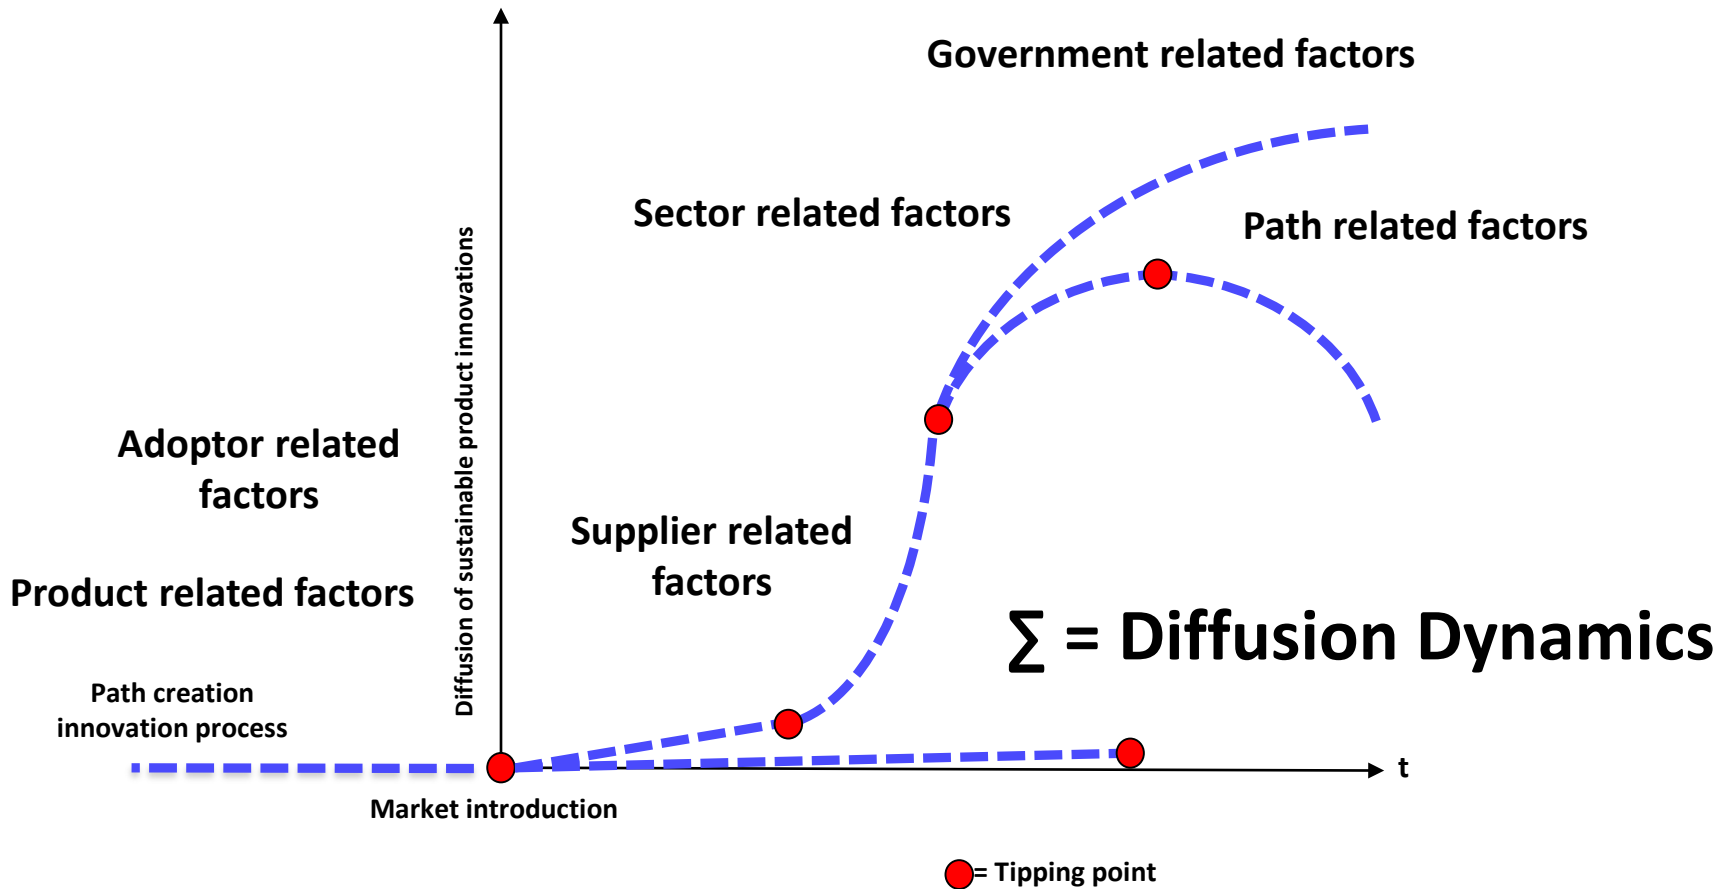 Government related factors
Sector related factors
Path related factors
Diffusion of sustainable product innovations
Adoptor related
factors
Supplier related
factors
Product related factors
∑ = Diffusion Dynamics
Path creation
innovation process
t
Market introduction
= Tipping point